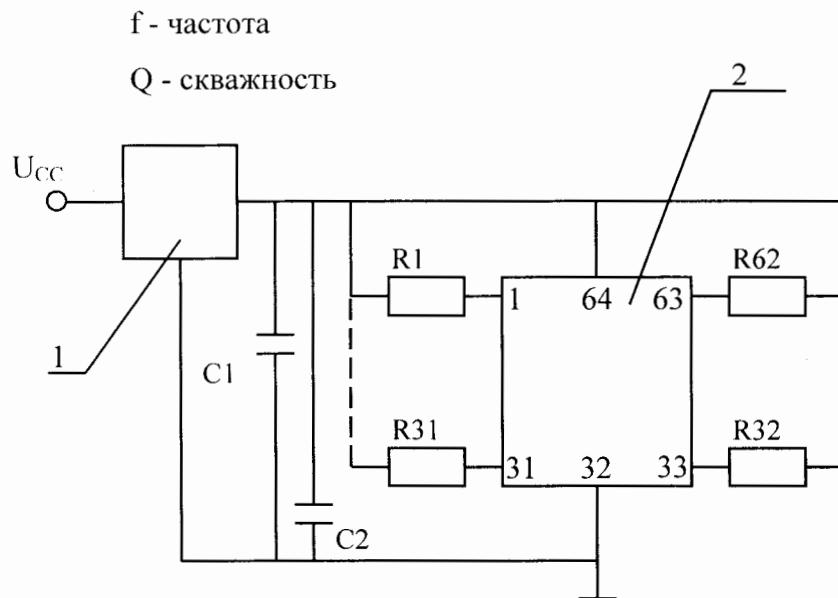 f - частота
Q - скважность
2
U_CC
R1
R62
1
64
63
1
C1
R31
R32
31
32
33
C2